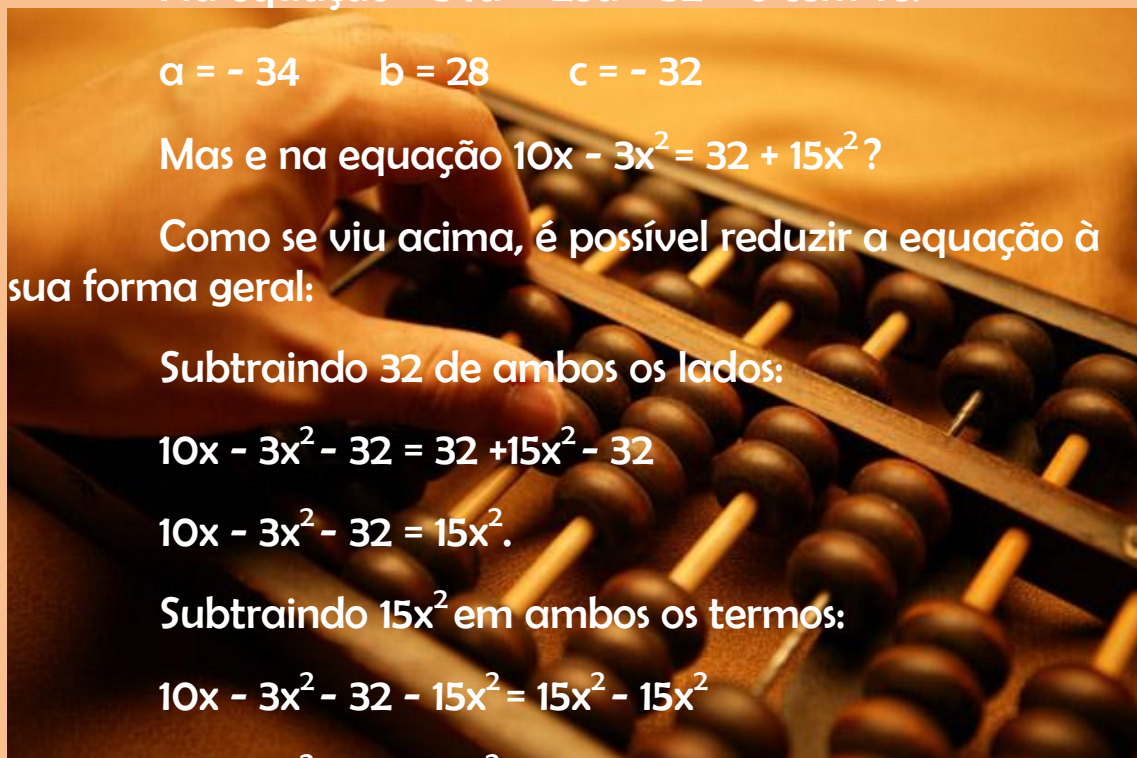 a = - 34 b = 28 c = - 32
Mas e na equação 10x - 3x² = 32 + 15x² ?
Como se viu acima, é possível reduzir a equação à
sua forma geral:
Subtraindo 32 de ambos os lados:
10x - 3x² - 32 = 32 +15x² - 32
10x - 3x² - 32 = 15x².
Subtraindo 15x² em ambos os termos:
10x - 3x² - 32 - 15x² = 15x² - 15x²